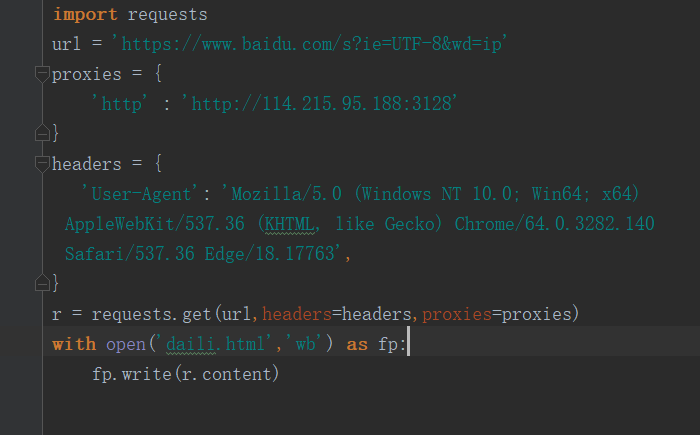 import requests
url = 'https://www.baidu.com/s?ie=UTF-8&wd=ip'
proxies = {
'http' : 'http://114.215.95.188:3128'
}
headers = {
'User-Agent': 'Mozilla/5.0 (Windows NT 10.0; Win64; x64)
AppleWebKit/537.36 (KHTML, like Gecko) Chrome/64.0.3282.140
Safari/537.36 Edge/18.17763',
}
r = requests.get(url,headers=headers,proxies=proxies)
with open('daili.html','wb') as fp:
fp.write(r.content)